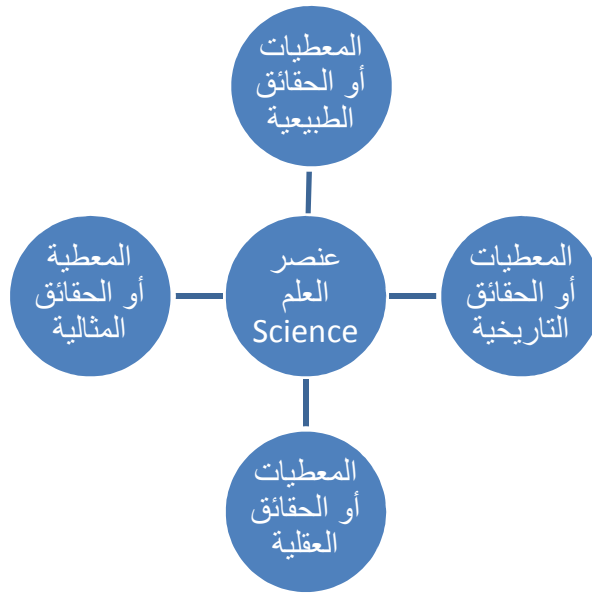 المعطيات
أو الحقائق
الطبيعية
المعطيات
أو الحقائق
التاريخية
عنصر
العلم
Science
المعطية
أو الحقائق
المثالية
المعطيات
أو الحقائق
العقلية